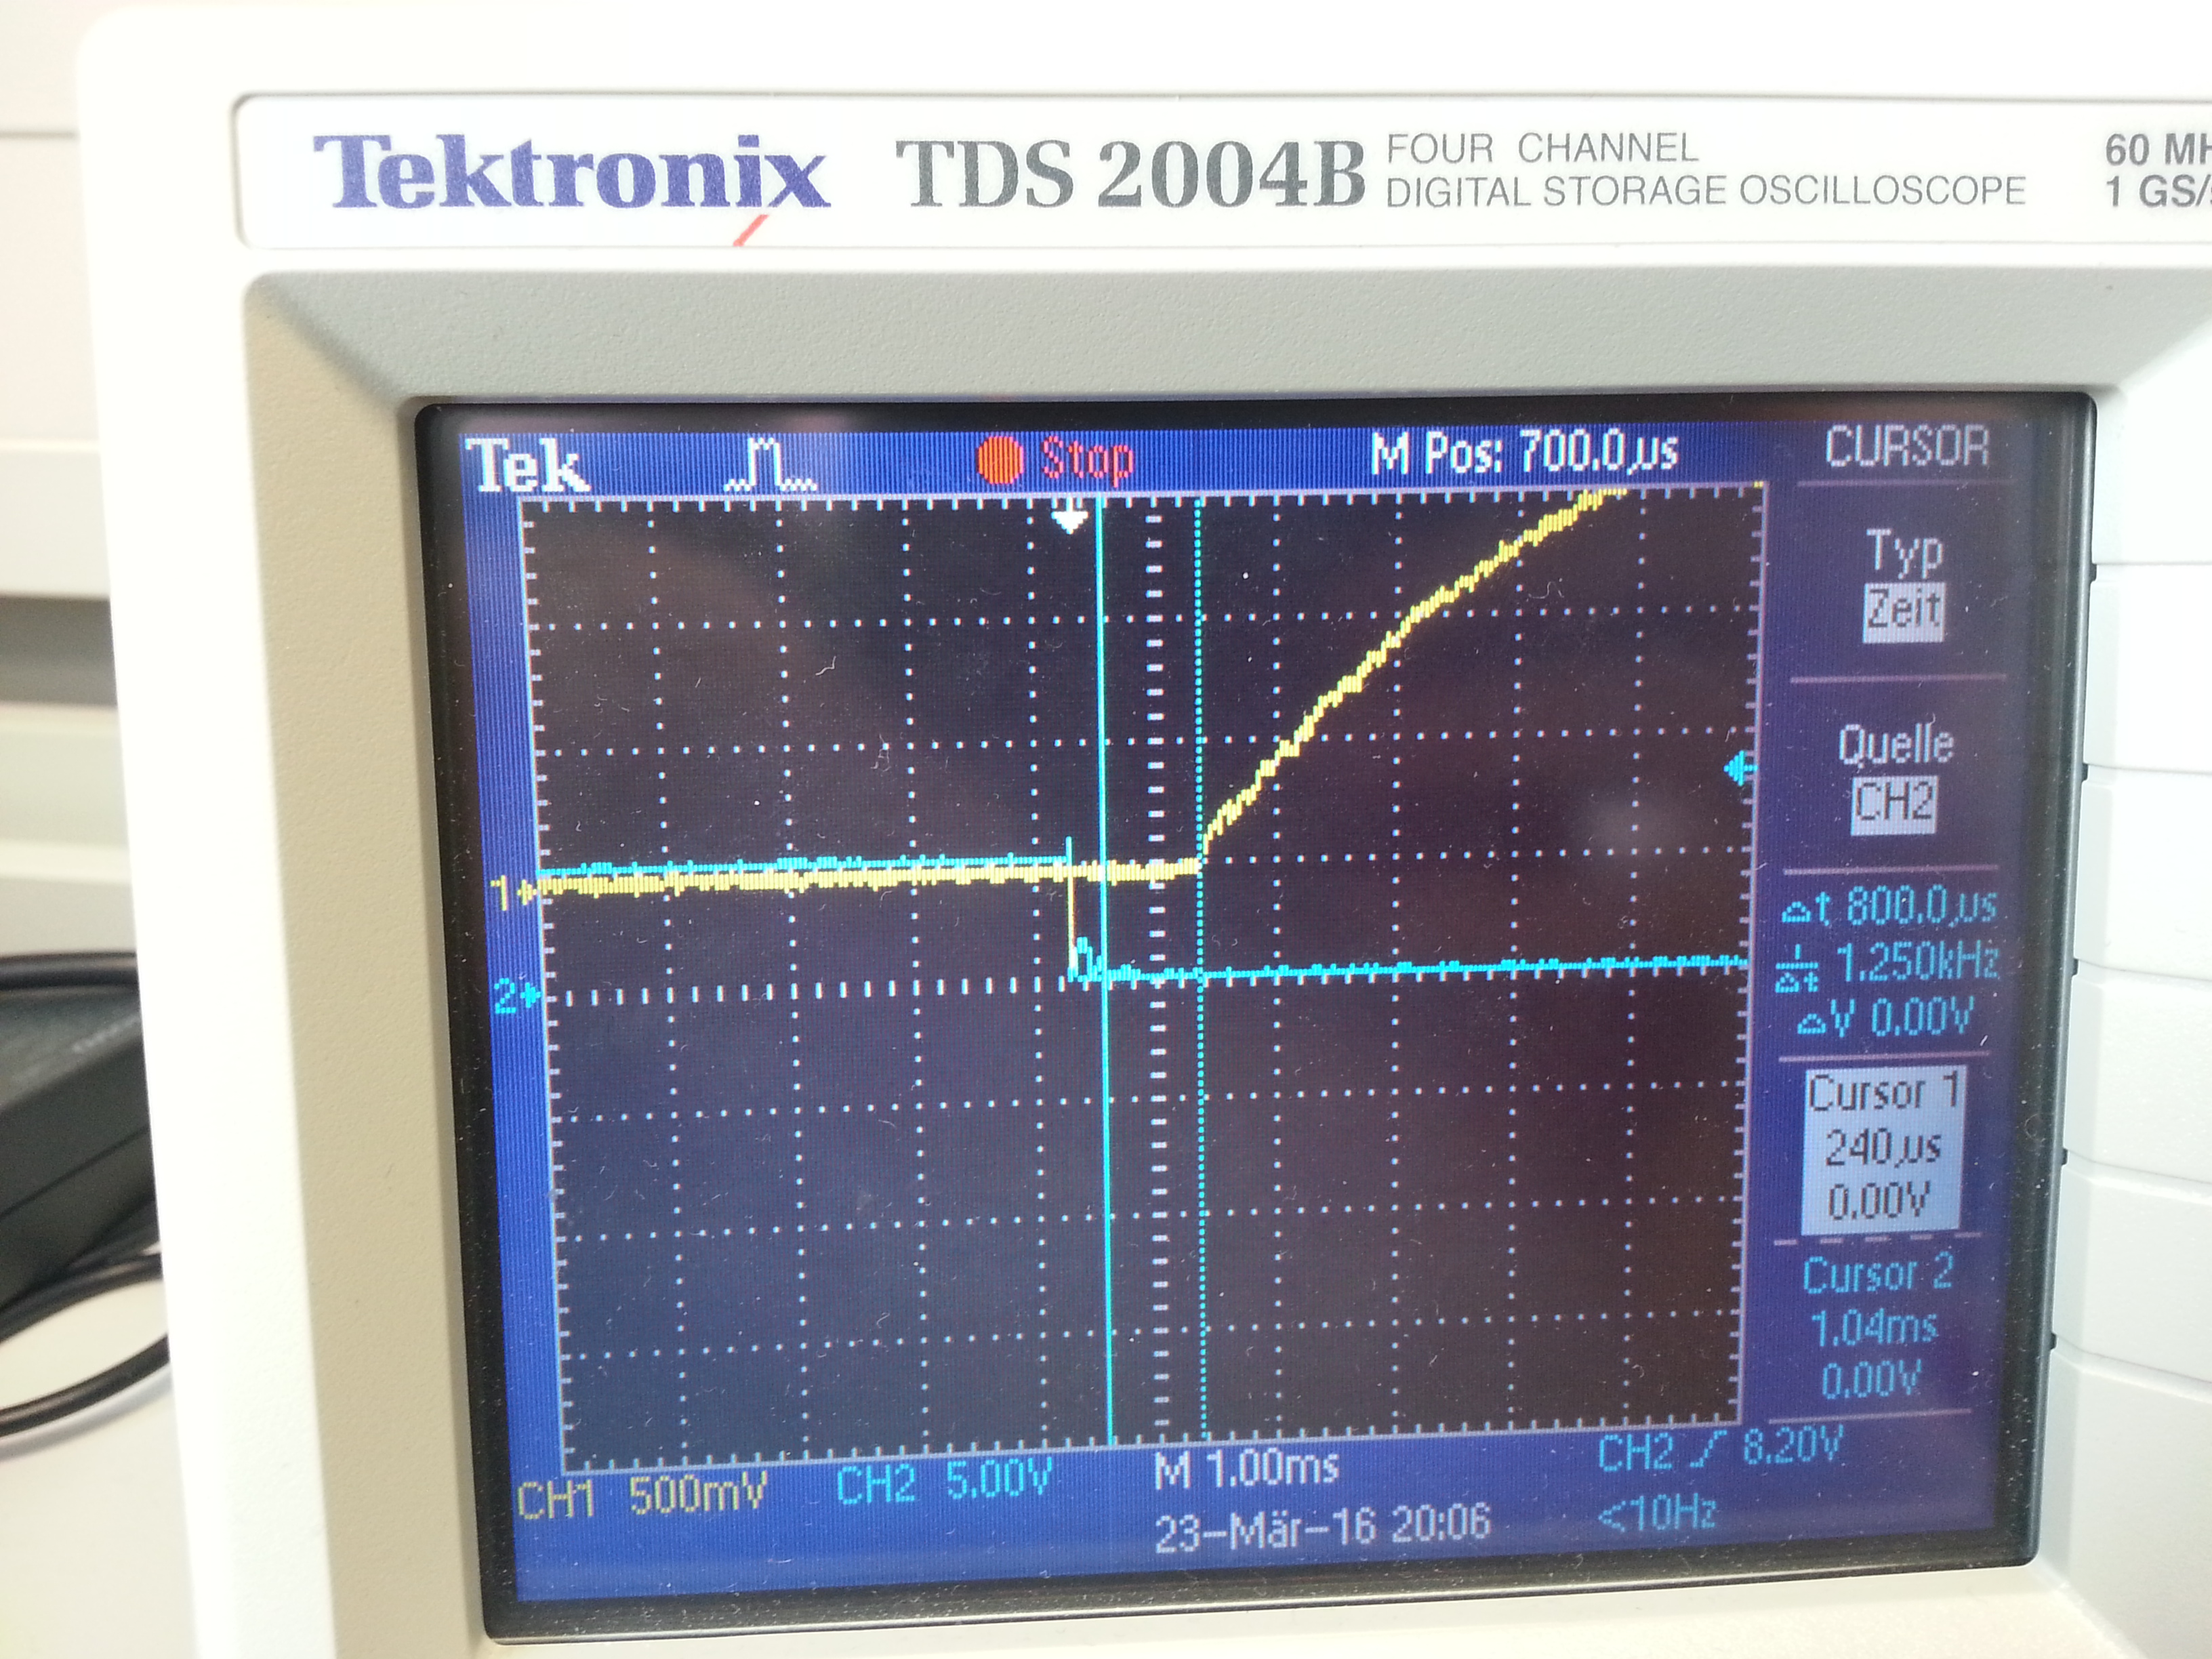 Tektronix TDS 2004B FOUR CHANNEL
DIGITAL STORAGE OSCILLOSCOPE
60 MH
1 GS/s
Tek Stop M Pos: 700.0µs
CURSOR
Typ
Zeit
Quelle
CH2
Δt 800.0µs
1/Δt 1.250kHz
ΔV 0.00V
Cursor 1
240µs
0.00V
Cursor 2
1.04ms
0.00V
1
2
CH1 500mV CH2 5.00V M 1.00ms CH2 8.20V
23-Mär-16 20:06 <10Hz